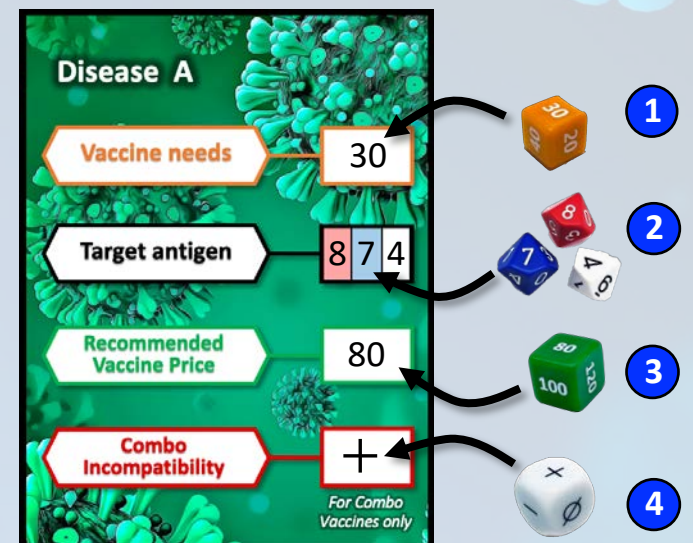 Disease A
Vaccine needs
30
Target antigen
8 7 4
Recommended
Vaccine Price
80
Combo
Incompatibility
+
For Combo
Vaccines only
30
40
20
1
8
7
4
2
80
100
120
3
+
−
Ø
4